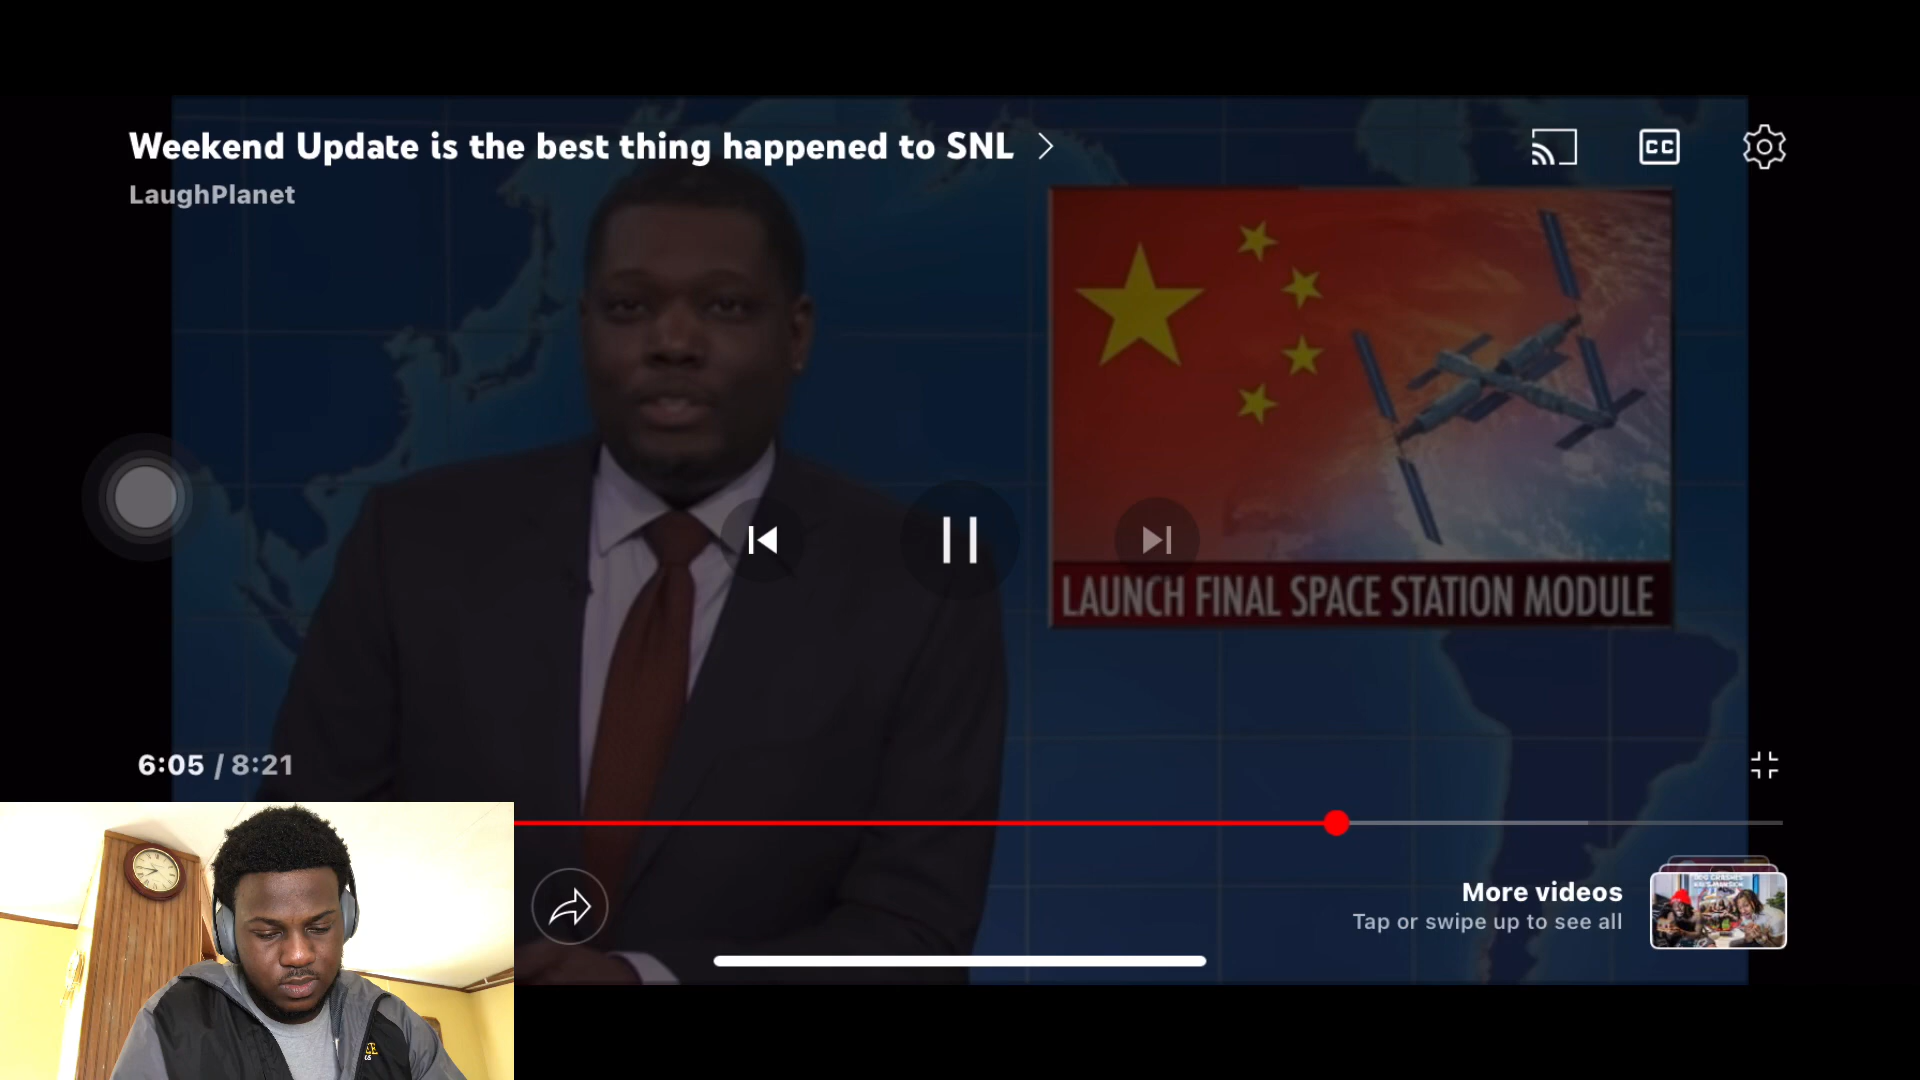 Weekend Update is the best thing happened to SNL
LaughPlanet
CC
LAUNCH FINAL SPACE STATION MODULE
6:05 / 8:21
More videos
Tap or swipe up to see all